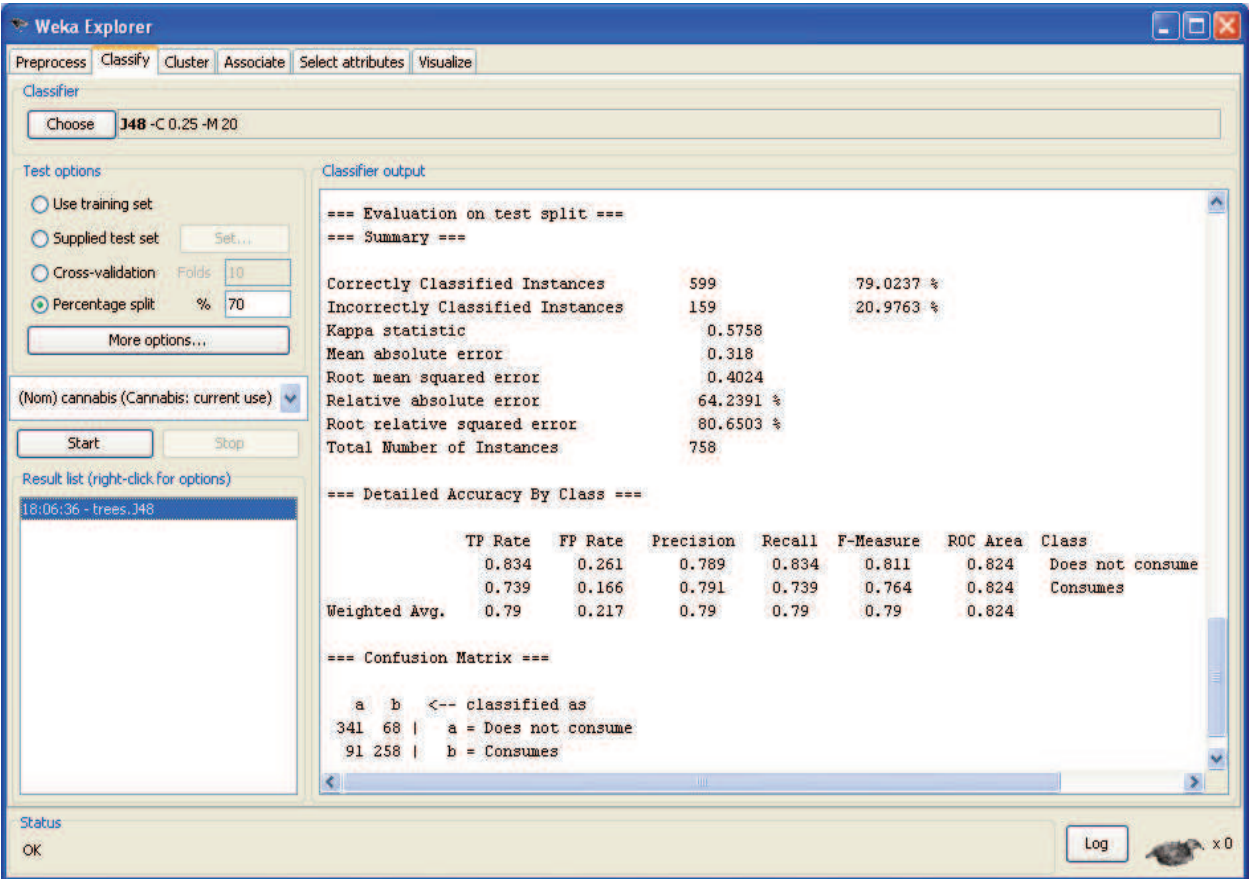 Weka Explorer
Preprocess Classify Cluster Associate Select attributes Visualize
Classifier
Choose J48 -C 0.25 -M 20
Test options
Use training set
Supplied test set Set...
Cross-validation Folds 10
Percentage split % 70
More options...
(Nom) cannabis (Cannabis: current use)
Start Stop
Result list (right-click for options)
18:06:36 - trees.J48
Classifier output
=== Evaluation on test split ===
=== Summary ===
Correctly Classified Instances 599 79.0237 %
Incorrectly Classified Instances 159 20.9763 %
Kappa statistic 0.5758
Mean absolute error 0.318
Root mean squared error 0.4024
Relative absolute error 64.2391 %
Root relative squared error 80.6503 %
Total Number of Instances 758
=== Detailed Accuracy By Class ===
TP Rate FP Rate Precision Recall F-Measure ROC Area Class
0.834 0.261 0.789 0.834 0.811 0.824 Does not consume
0.739 0.166 0.791 0.739 0.764 0.824 Consumes
Weighted Avg. 0.79 0.217 0.79 0.79 0.79 0.824
=== Confusion Matrix ===
a b <-- classified as
341 68 | a = Does not consume
91 258 | b = Consumes
Status
OK
Log x 0